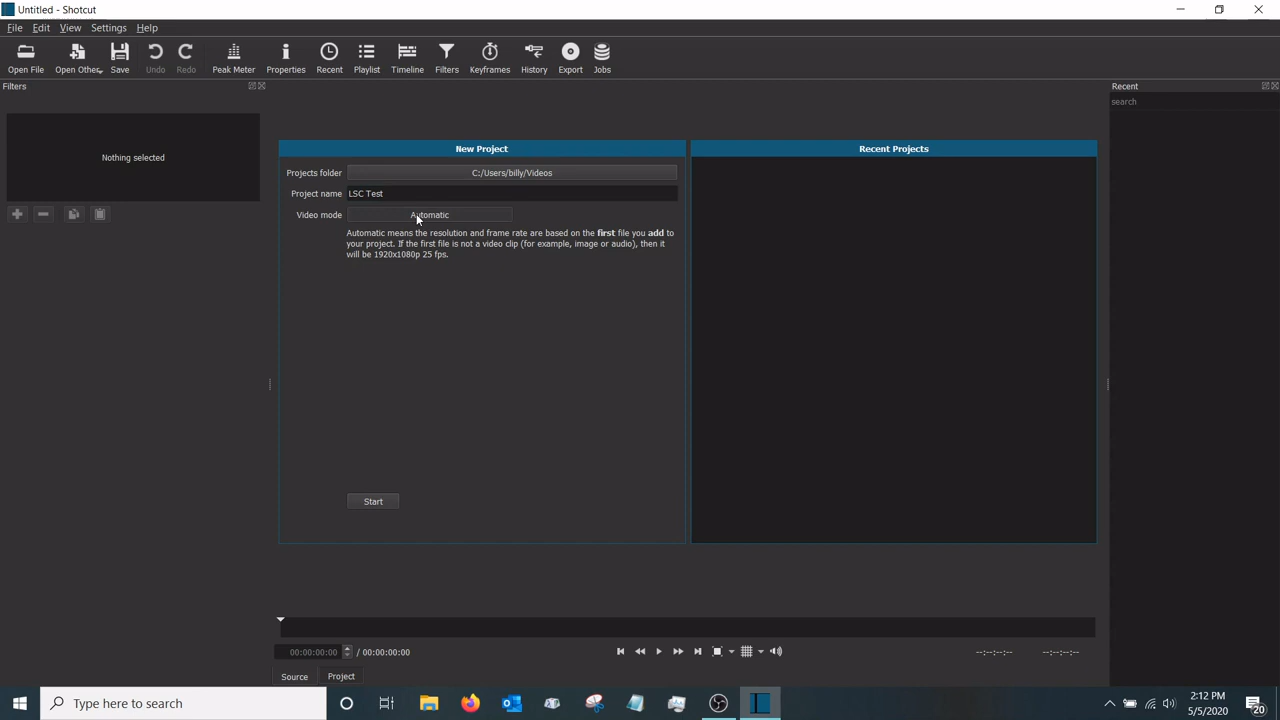 Untitled - Shotcut
File Edit View Settings Help
Open File Open Other Save Undo Redo Peak Meter Properties Recent Playlist Timeline Filters Keyframes History Export Jobs
Filters
Recent
search
Nothing selected
New Project
Recent Projects
Projects folder C:/Users/billy/Videos
Project name LSC Test
Video mode Automatic
Automatic means the resolution and frame rate are based on the first file you add to
your project. If the first file is not a video clip (for example, image or audio), then it
will be 1920x1080p 25 fps.
Start
00:00:00:00 / 00:00:00:00 --:--:--:-- --:--:--:--
Source Project
Type here to search
2:12 PM
5/5/2020
20